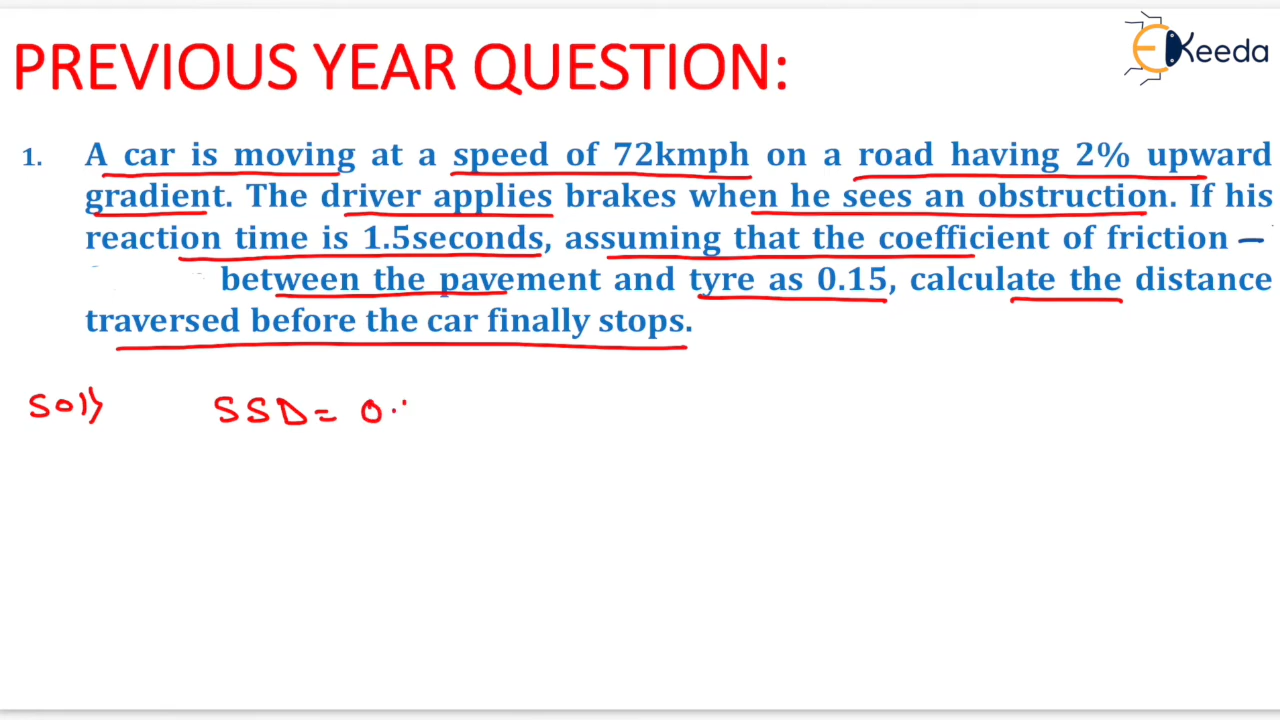 PREVIOUS YEAR QUESTION:
EKeeda
1. A car is moving at a speed of 72kmph on a road having 2% upward
gradient. The driver applies brakes when he sees an obstruction. If his
reaction time is 1.5seconds, assuming that the coefficient of friction –
between the pavement and tyre as 0.15, calculate the distance
traversed before the car finally stops.
Sol)) SSD= 0.